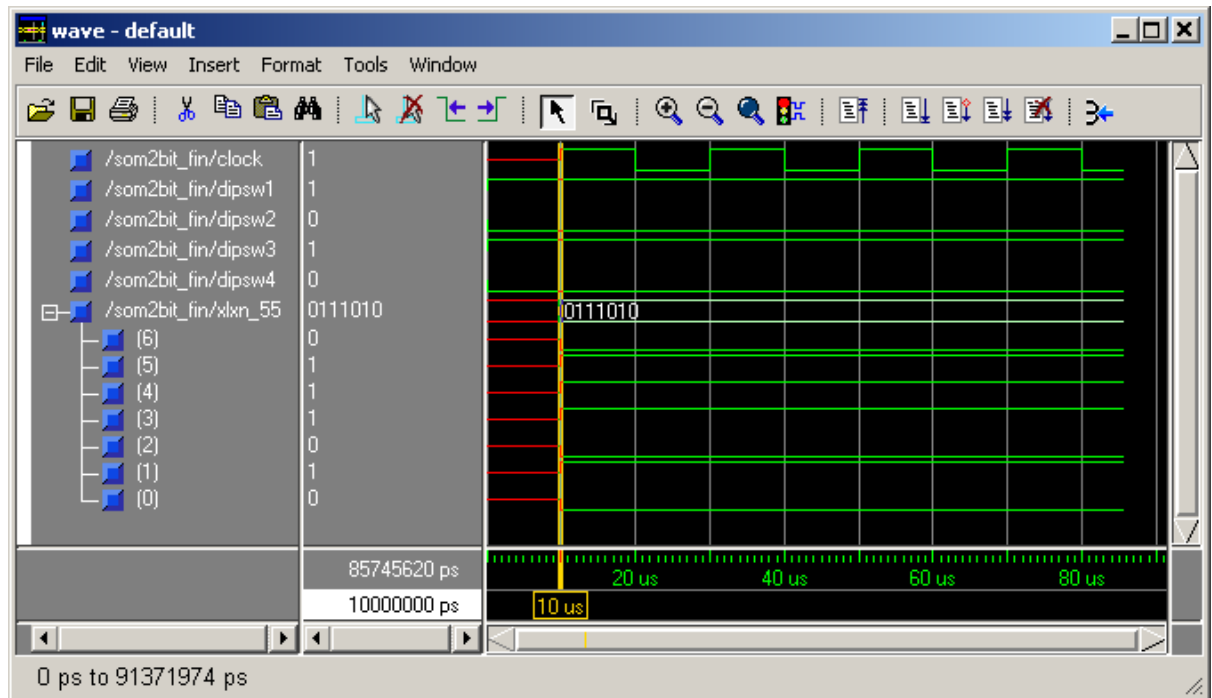 wave - default
File Edit View Insert Format Tools Window
/som2bit_fin/clock 1
/som2bit_fin/dipsw1 1
/som2bit_fin/dipsw2 0
/som2bit_fin/dipsw3 1
/som2bit_fin/dipsw4 0
/som2bit_fin/xlxn_55 0111010 0111010
(6) 0
(5) 1
(4) 1
(3) 1
(2) 0
(1) 1
(0) 0
85745620 ps 20 us 40 us 60 us 80 us
10000000 ps 10 us
0 ps to 91371974 ps